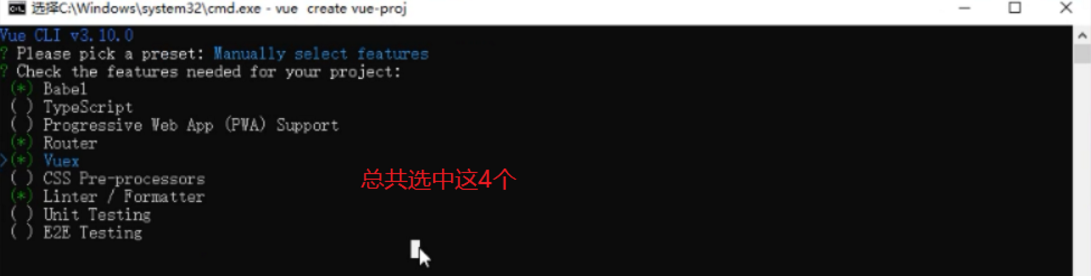 选择C:\Windows\system32\cmd.exe - vue  create vue-proj
Vue CLI v3.10.0
? Please pick a preset: Manually select features
? Check the features needed for your project:
(*) Babel
( ) TypeScript
( ) Progressive Web App (PWA) Support
(*) Router
>(*) Vuex
( ) CSS Pre-processors
(*) Linter / Formatter
( ) Unit Testing
( ) E2E Testing
总共选中这4个